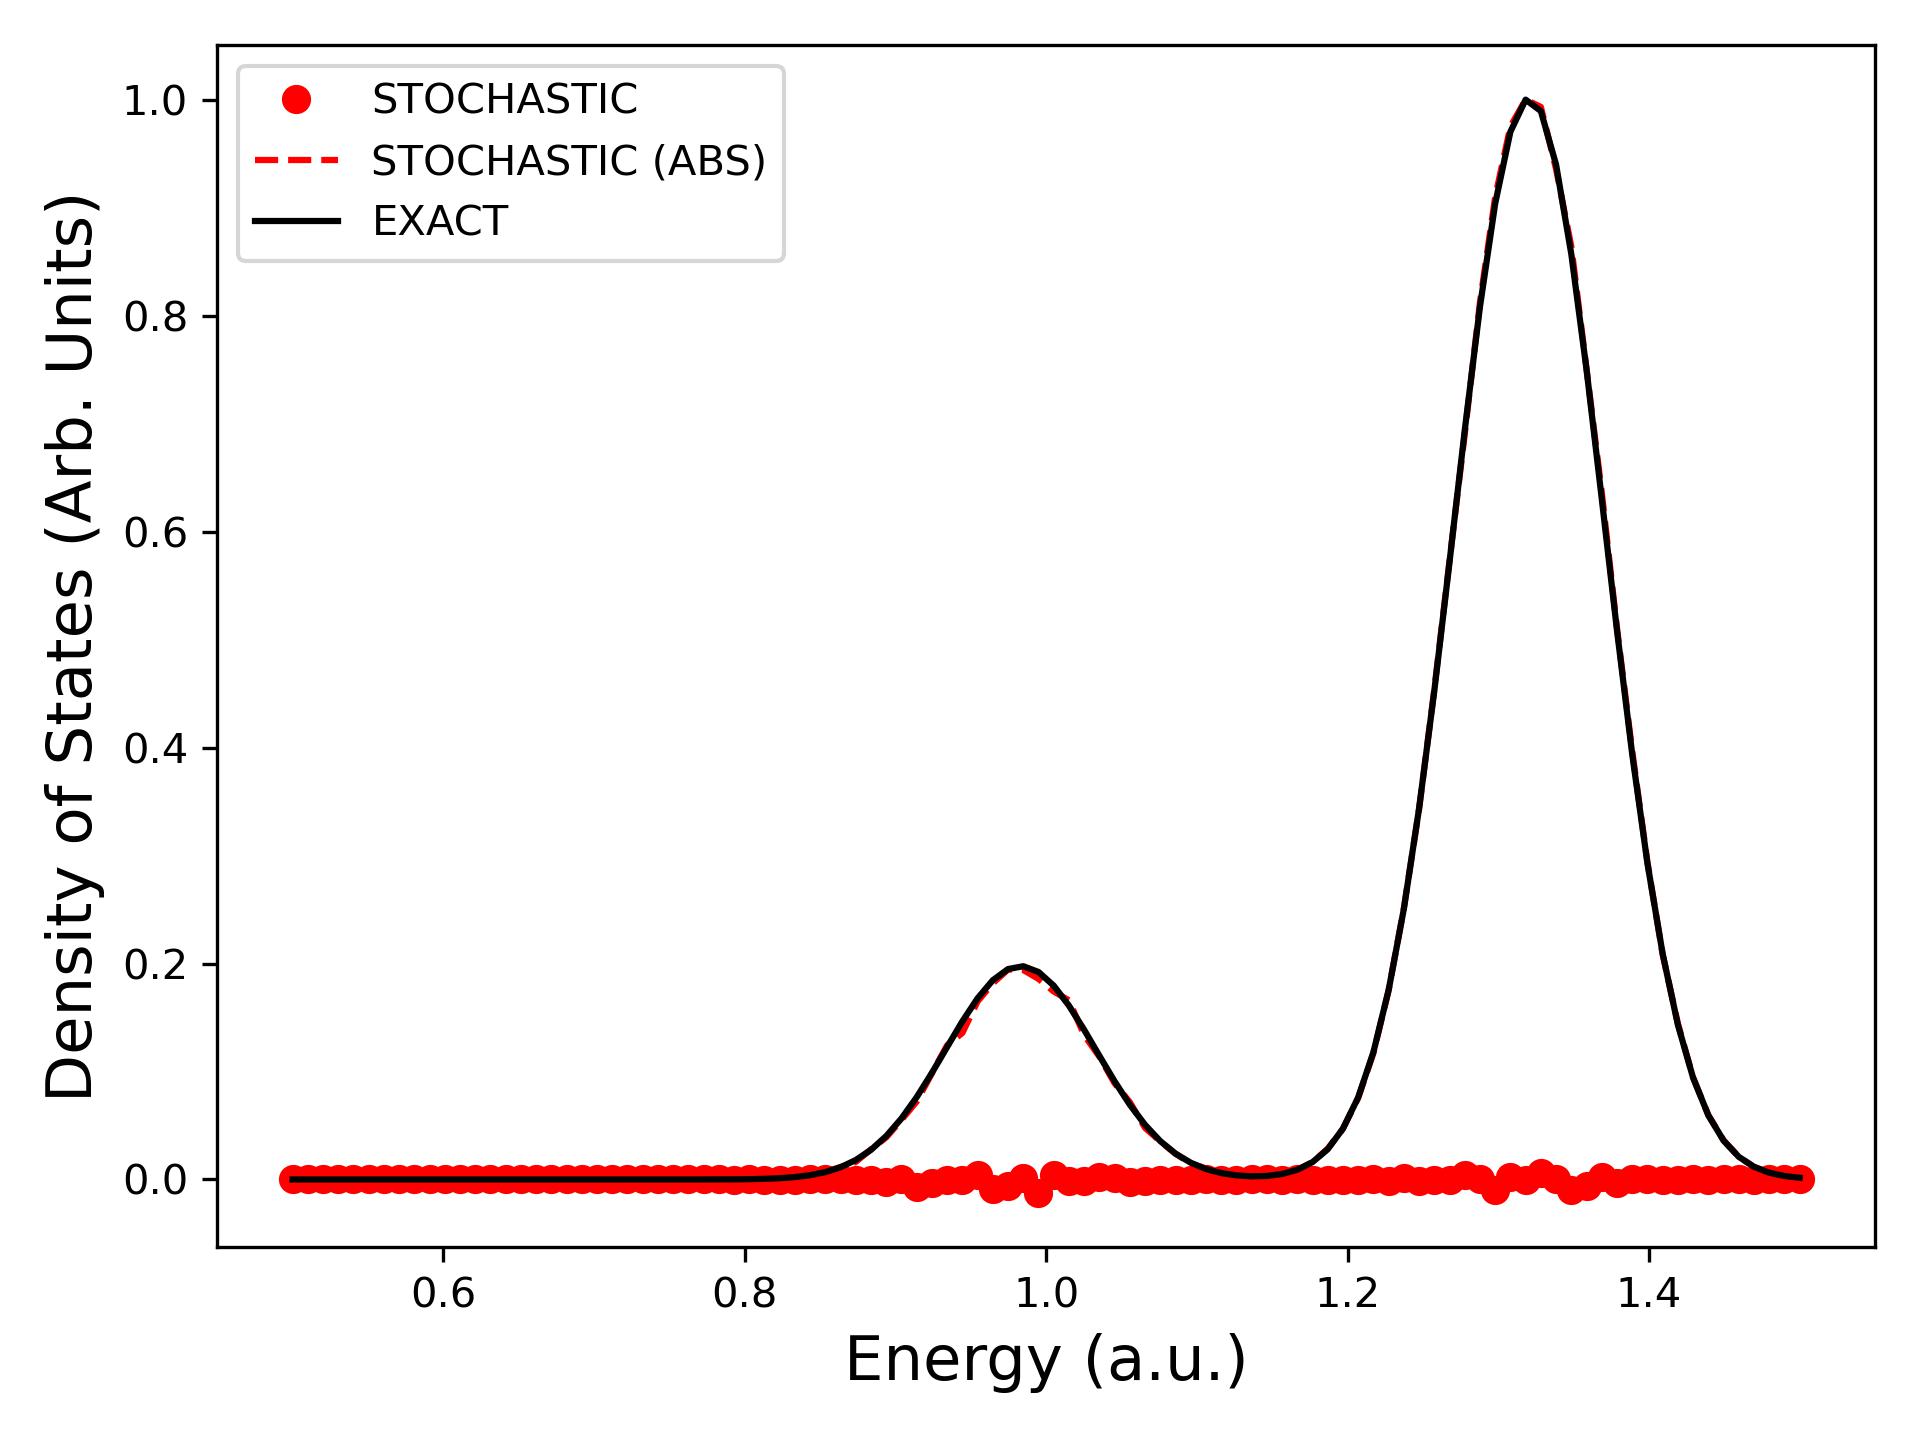 STOCHASTIC
STOCHASTIC (ABS)
EXACT
Density of States (Arb. Units)
1.0
0.8
0.6
0.4
0.2
0.0
0.6 0.8 1.0 1.2 1.4
Energy (a.u.)